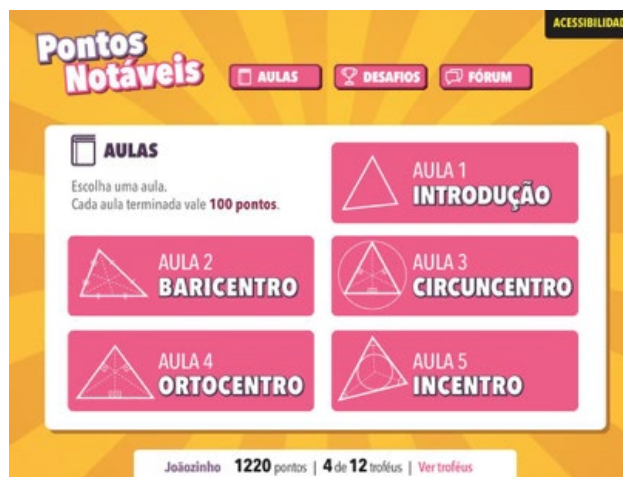 ACESSIBILIDAD
Pontos
Notáveis
AULAS
DESAFIOS
FÓRUM
AULAS
Escolha uma aula.
Cada aula terminada vale 100 pontos.
AULA 1
INTRODUÇÃO
AULA 2
BARICENTRO
AULA 3
CIRCUNCENTRO
AULA 4
ORTOCENTRO
AULA 5
INCENTRO
Joãozinho 1220 pontos | 4 de 12 troféus | Ver troféus